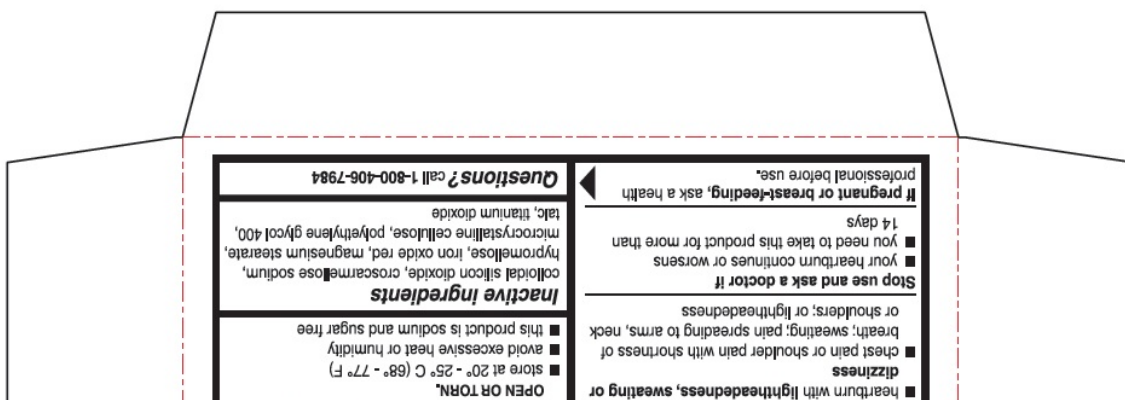 ■ heartburn with lightheadedness, sweating or
dizziness
■ chest pain or shoulder pain with shortness of
breath; sweating; pain spreading to arms, neck
or shoulders; or lightheadedness
Stop use and ask a doctor if
■ your heartburn continues or worsens
■ you need to take this product for more than
14 days
If pregnant or breast-feeding, ask a health
professional before use.
OPEN OR TORN.
■ store at 20° - 25° C (68° - 77° F)
■ avoid excessive heat or humidity
■ this product is sodium and sugar free
Inactive ingredients
colloidal silicon dioxide, croscarmellose sodium,
hypromellose, iron oxide red, magnesium stearate,
microcrystalline cellulose, polyethylene glycol 400,
talc, titanium dioxide
Questions? call 1-800-406-7984